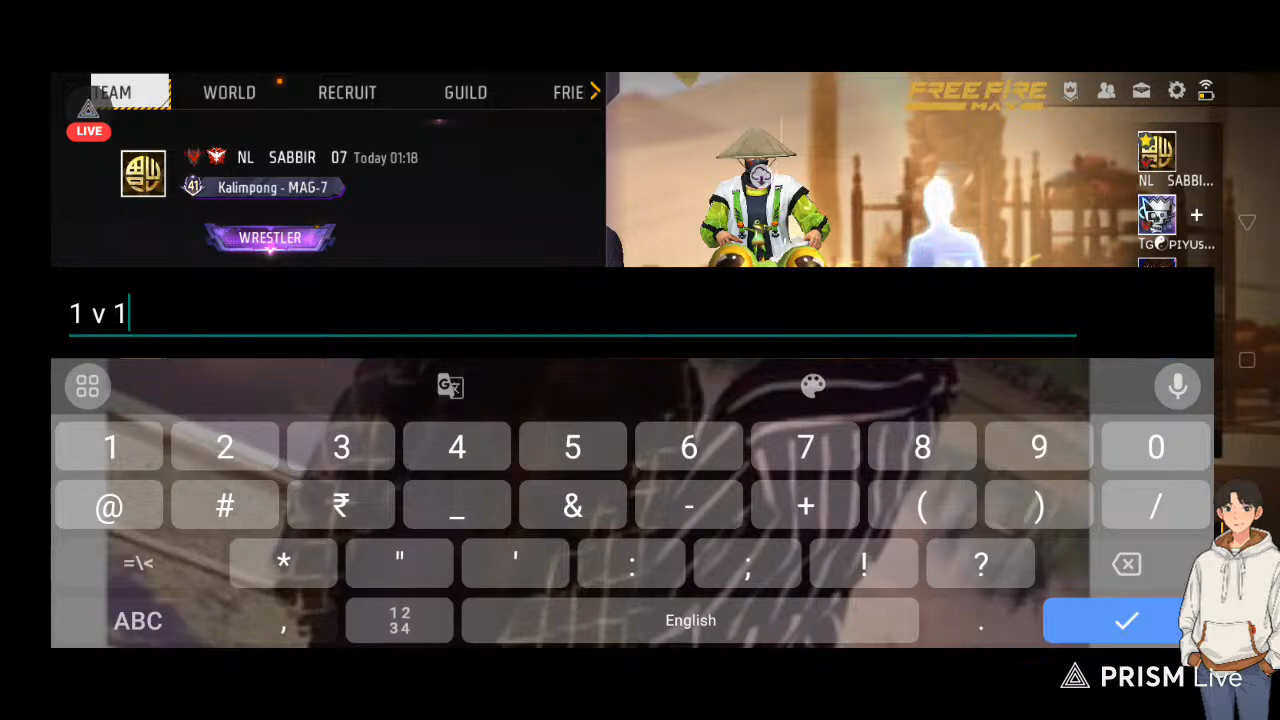 TEAM WORLD RECRUIT GUILD FRIE
FREE FIRE
MAX
LIVE
NL SABBIR 07 Today 01:18
41 Kalimpong - MAG-7
WRESTLER
NL SABBI...
TG☯PIYUS...
1 v 1
1 2 3 4 5 6 7 8 9 0
@ # ₹ _ & - + ( ) /
=\< * " ' : ; ! ?
ABC , 12 34 English .
PRISM Live